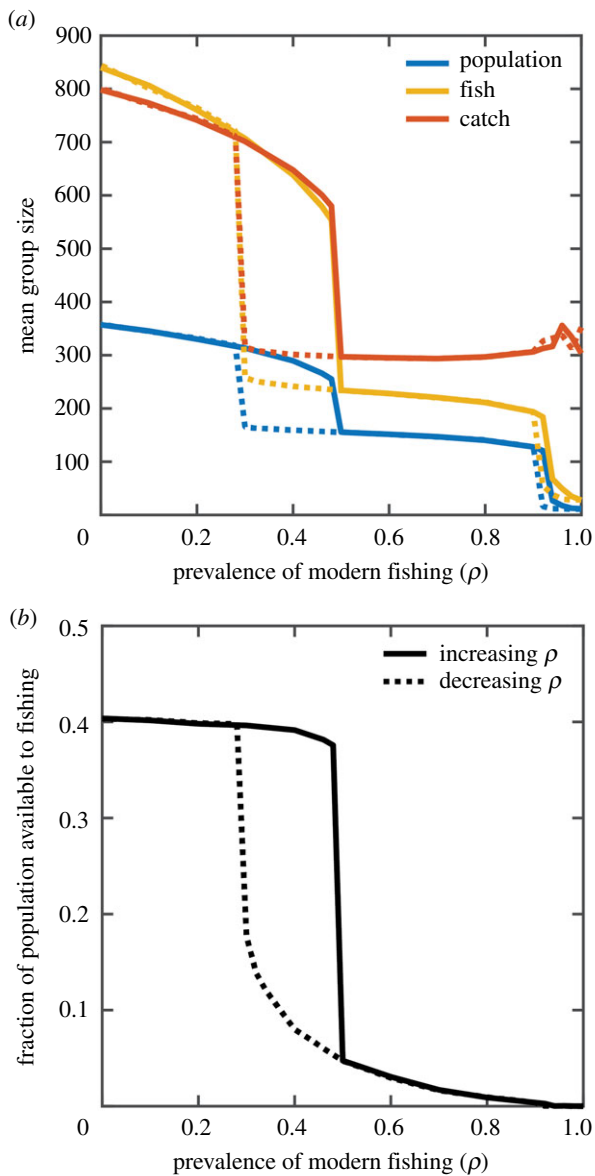 (a)
900
800
700
600
500
400
300
200
100
mean group size
population
fish
catch
0 0.2 0.4 0.6 0.8 1.0
prevalence of modern fishing (ρ)
(b)
0.5
0.4
0.3
0.2
0.1
fraction of population available to fishing
increasing ρ
decreasing ρ
0 0.2 0.4 0.6 0.8 1.0
prevalence of modern fishing (ρ)